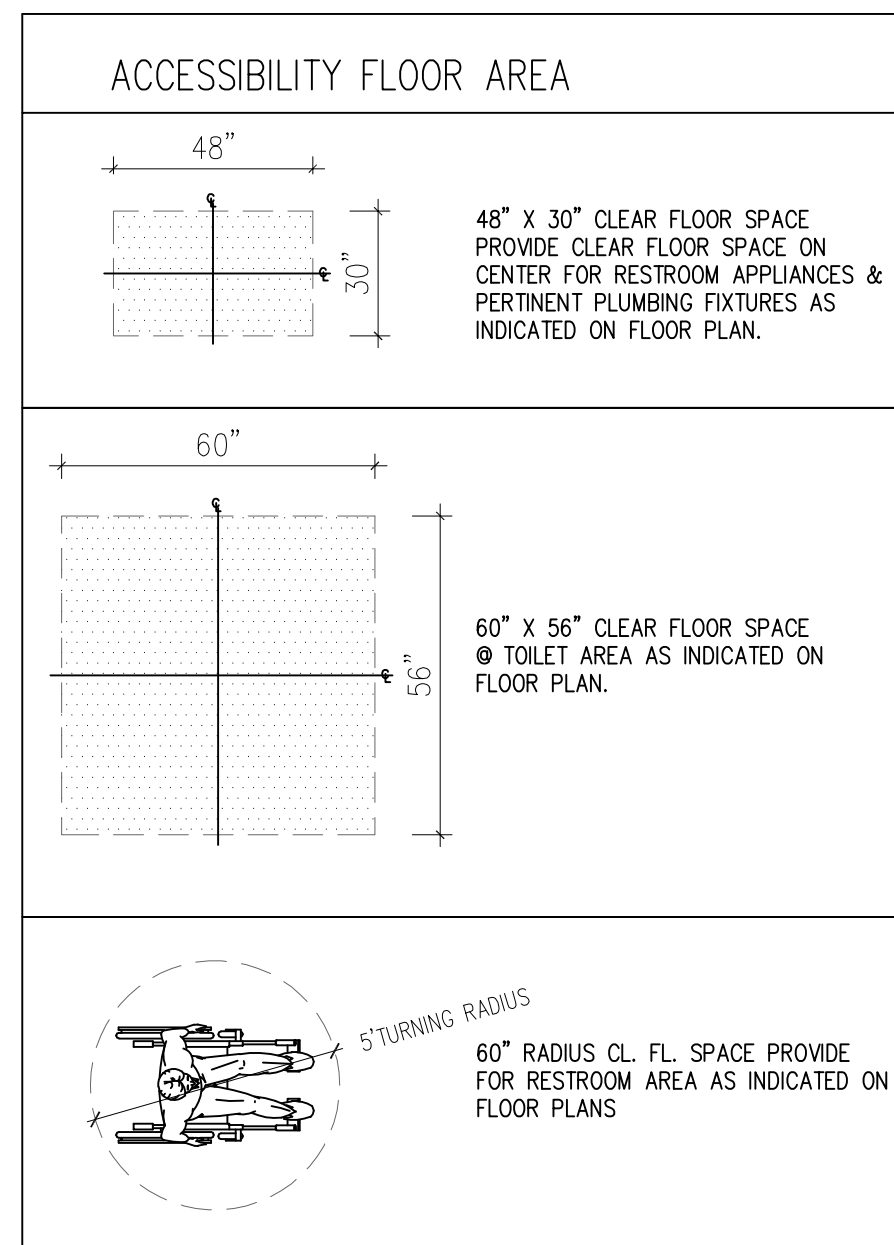 ACCESSIBILITY FLOOR AREA
48"
℄
℄
30"
48" X 30" CLEAR FLOOR SPACE
PROVIDE CLEAR FLOOR SPACE ON
CENTER FOR RESTROOM APPLIANCES &
PERTINENT PLUMBING FIXTURES AS
INDICATED ON FLOOR PLAN.
60"
℄
℄
56"
60" X 56" CLEAR FLOOR SPACE
@ TOILET AREA AS INDICATED ON
FLOOR PLAN.
5'TURNING RADIUS
60" RADIUS CL. FL. SPACE PROVIDE
FOR RESTROOM AREA AS INDICATED ON
FLOOR PLANS